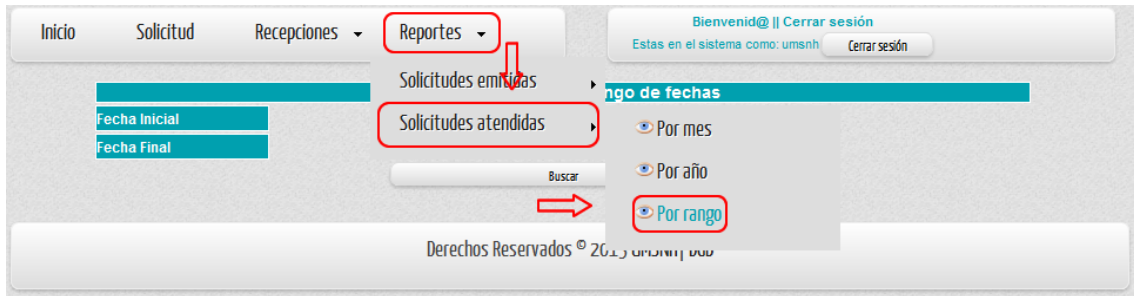 Inicio Solicitud Recepciones Reportes
Bienvenid@ || Cerrar sesión
Estas en el sistema como: umsnh Cerrar sesión
Solicitudes emitidas
ngo de fechas
Fecha Inicial
Solicitudes atendidas
Por mes
Fecha Final
Por año
Buscar
Por rango
Derechos Reservados ©